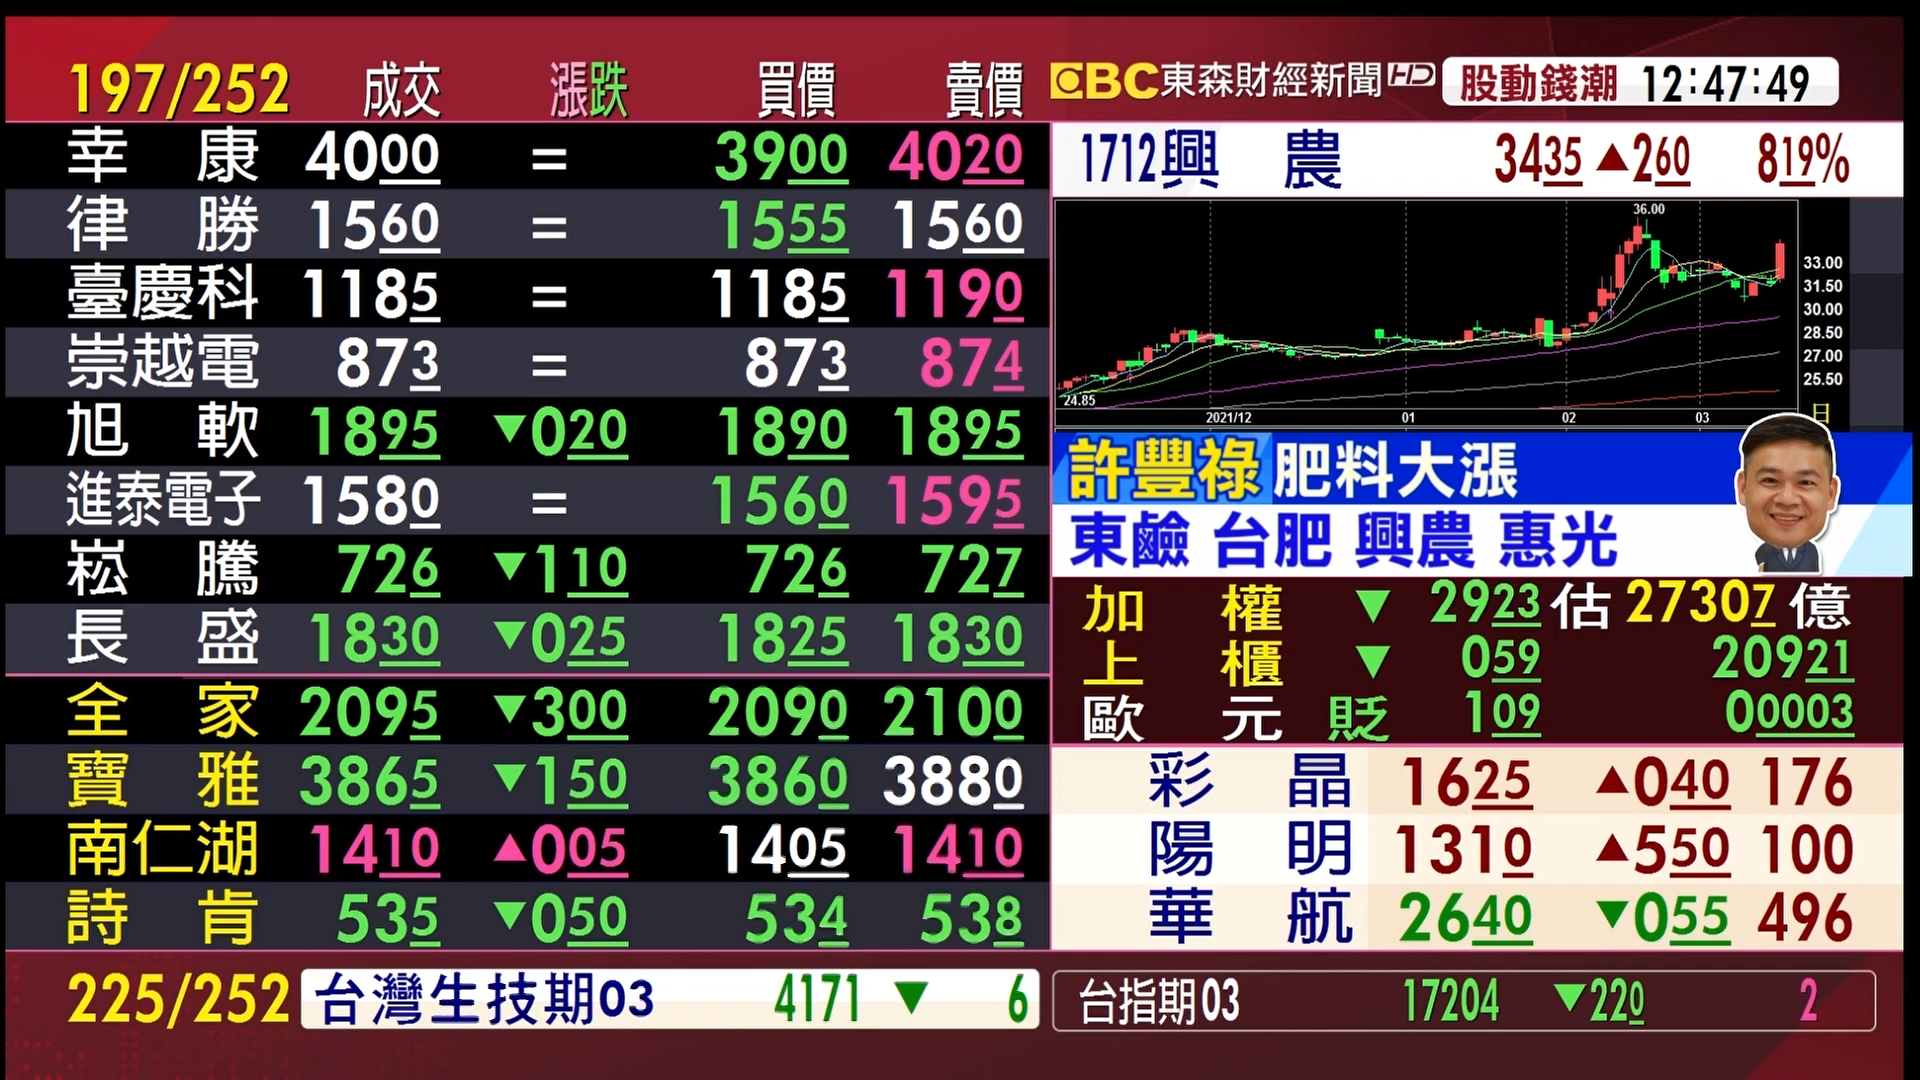 197/252 成交 漲跌 買價 賣價
幸康 4000 = 3900 4020
律勝 1560 = 1555 1560
臺慶科 1185 = 1185 1190
崇越電 873 = 873 874
旭軟 1895 ▼020 1890 1895
進泰電子 1580 = 1560 1595
崧騰 726 ▼110 726 727
長盛 1830 ▼025 1825 1830
全家 2095 ▼300 2090 2100
寶雅 3865 ▼150 3860 3880
南仁湖 1410 ▲005 1405 1410
詩肯 535 ▼050 534 538
225/252 台灣生技期03 4171 ▼ 6
EBC東森財經新聞HD 股動錢潮 12:47:49
1712興農 3435 ▲260 819%
36.00
33.00
31.50
30.00
28.50
27.00
25.50
24.85
2021/12 01 02 03 日
許豐祿 肥料大漲
東鹼 台肥 興農 惠光
加權 ▼ 2923 估 27307 億
上櫃 ▼ 059 20921
歐元 貶 109 00003
彩晶 1625 ▲040 176
陽明 1310 ▲550 100
華航 2640 ▼055 496
台指期03 17204 ▼220 2